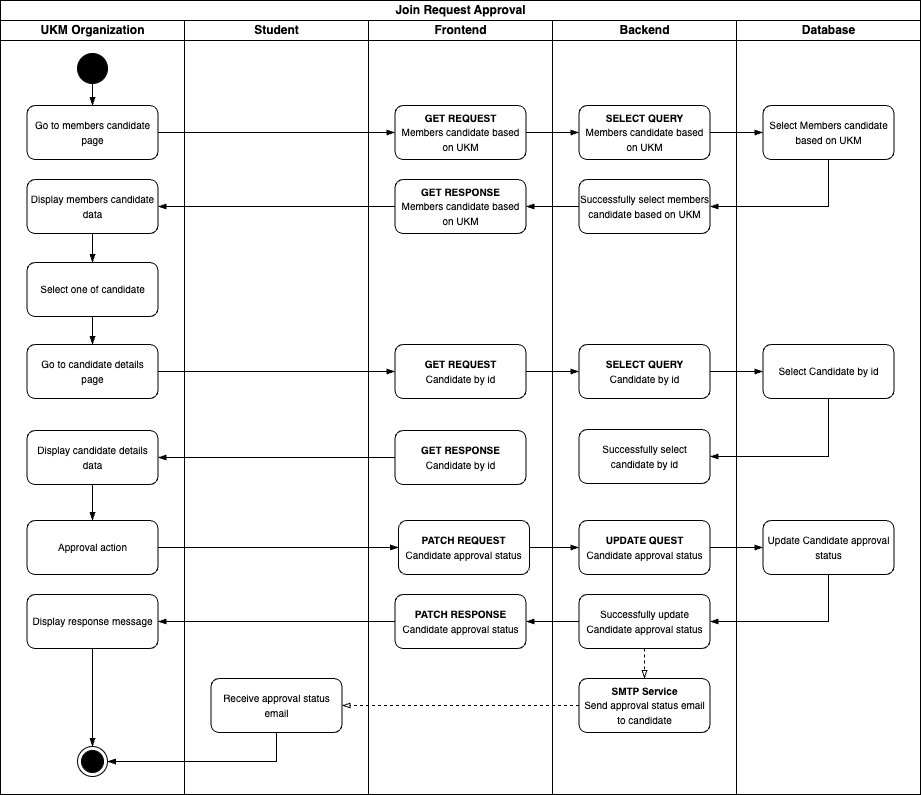 Join Request Approval
UKM Organization
Student
Frontend
Backend
Database
Go to members candidate
page
GET REQUEST
Members candidate based
on UKM
SELECT QUERY
Members candidate based
on UKM
Select Members candidate
based on UKM
Display members candidate
data
GET RESPONSE
Members candidate based
on UKM
Successfully select members
candidate based on UKM
Select one of candidate
Go to candidate details
page
GET REQUEST
Candidate by id
SELECT QUERY
Candidate by id
Select Candidate by id
Display candidate details
data
GET RESPONSE
Candidate by id
Successfully select
candidate by id
Approval action
PATCH REQUEST
Candidate approval status
UPDATE QUEST
Candidate approval status
Update Candidate approval
status
Display response message
PATCH RESPONSE
Candidate approval status
Successfully update
Candidate approval status
Receive approval status
email
SMTP Service
Send approval status email
to candidate